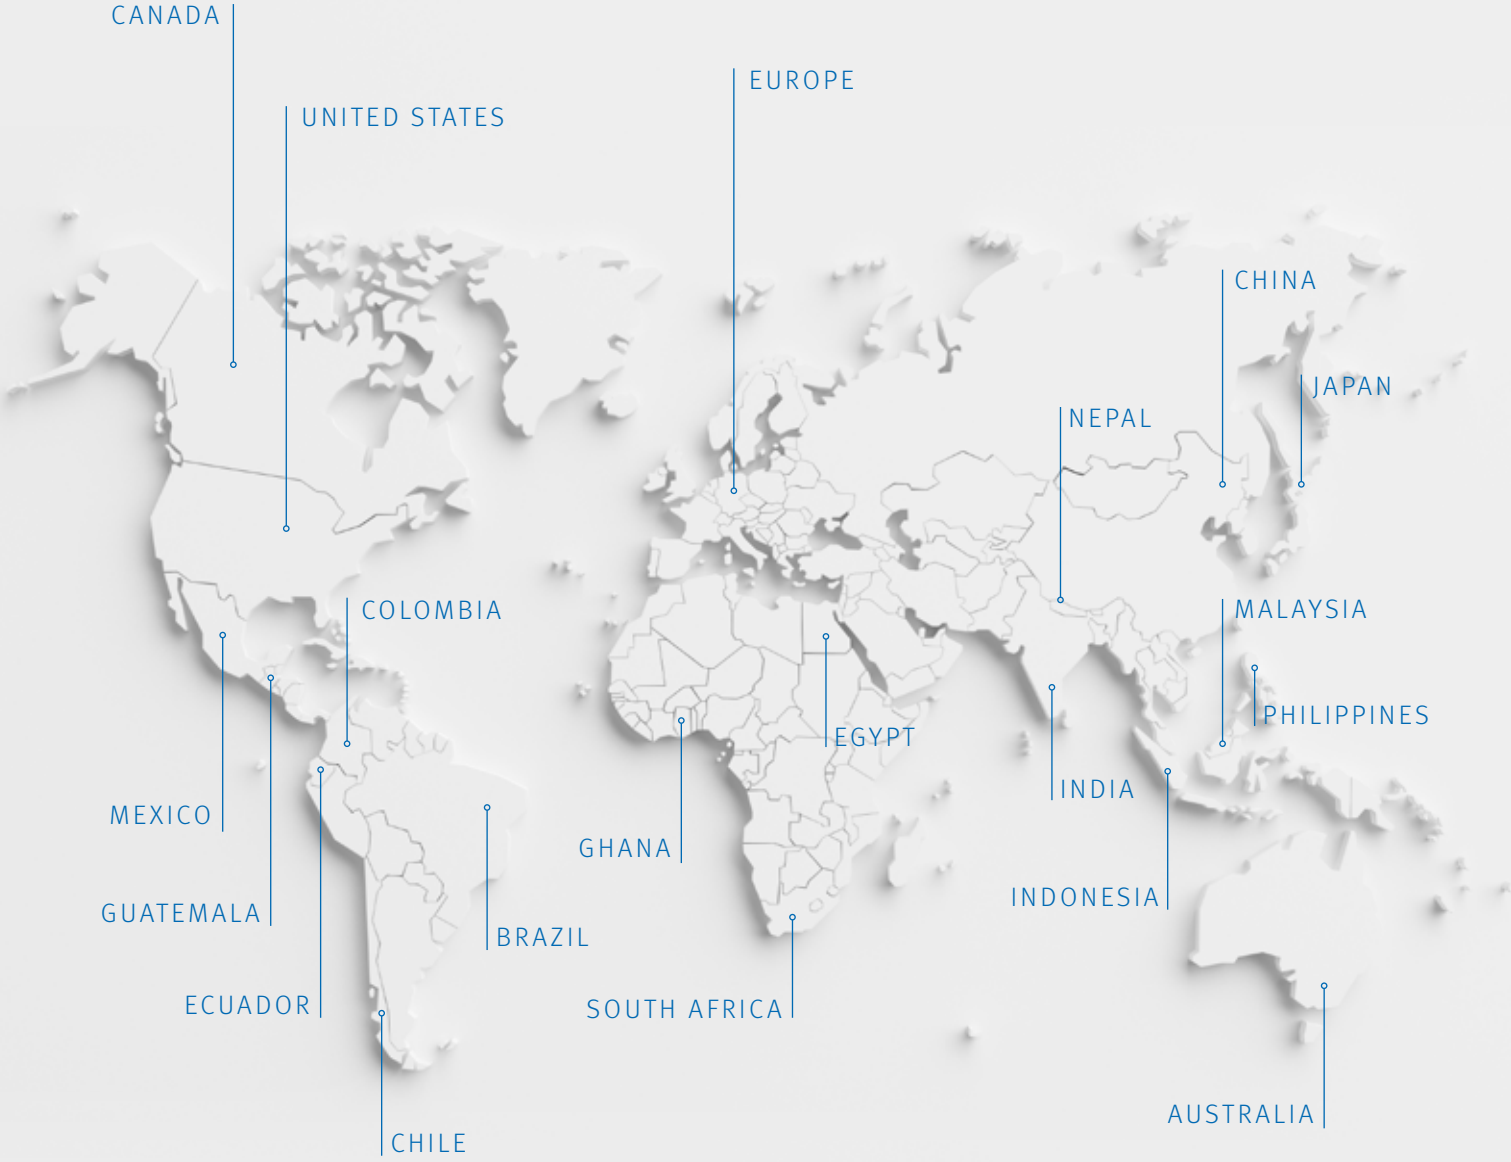 CANADA
EUROPE
UNITED STATES
CHINA
JAPAN
NEPAL
COLOMBIA
MALAYSIA
PHILIPPINES
EGYPT
INDIA
MEXICO
GHANA
INDONESIA
GUATEMALA
BRAZIL
ECUADOR
SOUTH AFRICA
AUSTRALIA
CHILE